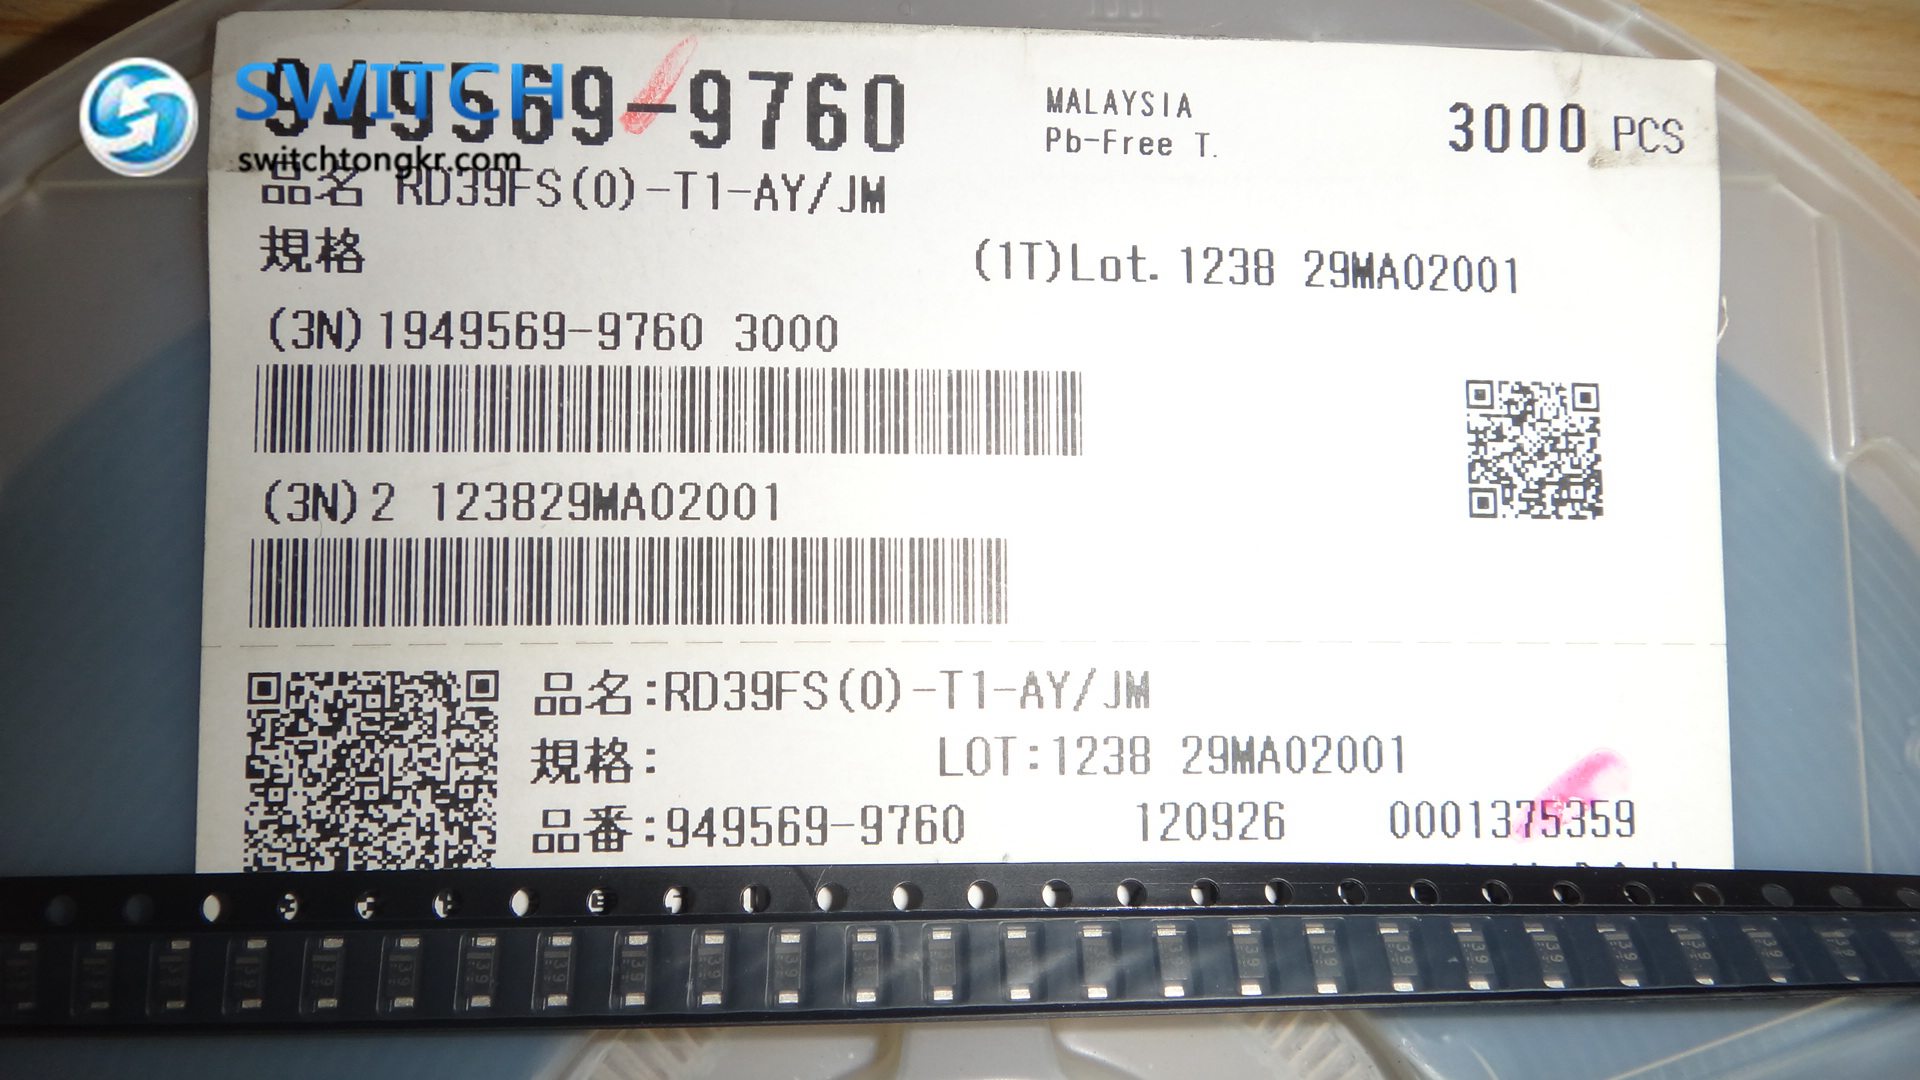 SWITCH
switchtongkr.com
949569-9760
MALAYSIA
Pb-Free T.
3000 PCS
品名 RD39FS(0)-T1-AY/JM
規格
(1T)Lot. 1238 29MA02001
(3N)1949569-9760 3000
(3N)2 123829MA02001
品名:RD39FS(0)-T1-AY/JM
規格:
LOT:1238 29MA02001
品番:949569-9760 120926 0001375359